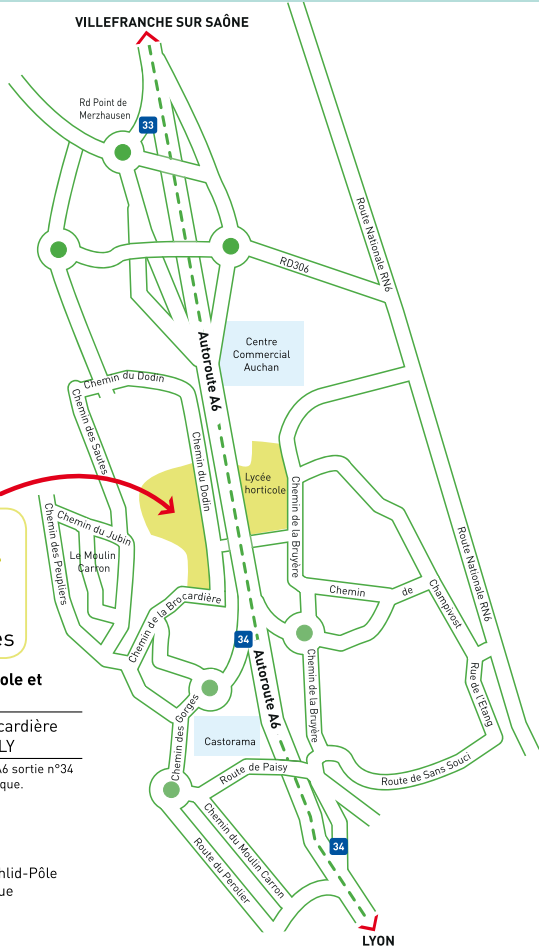 VILLEFRANCHE SUR SAÔNE
Rd Point de
Merzhausen
33
Route Nationale RN6
RD306
Centre
Commercial
Auchan
Autoroute A6
Chemin du Dodin
Chemin des Sautes
Chemin du Dodin
Lycée
horticole
Chemin de la Bruyère
Chemin des Peupliers
Chemin du Jubin
Le Moulin
Carron
Route Nationale RN6
Chemin de Champivost
Chemin de la Brocardière
es
34
ole et
Autoroute A6
Chemin de la Bruyère
Rue de l'Etang
Chemin des Gorges
cardière
LY
Castorama
A6 sortie n°34
que.
Route de Paisy
Route de Sans Souci
Chemin du Moulin Carron
Route du Perolier
34
hlid-Pôle
ue
LYON